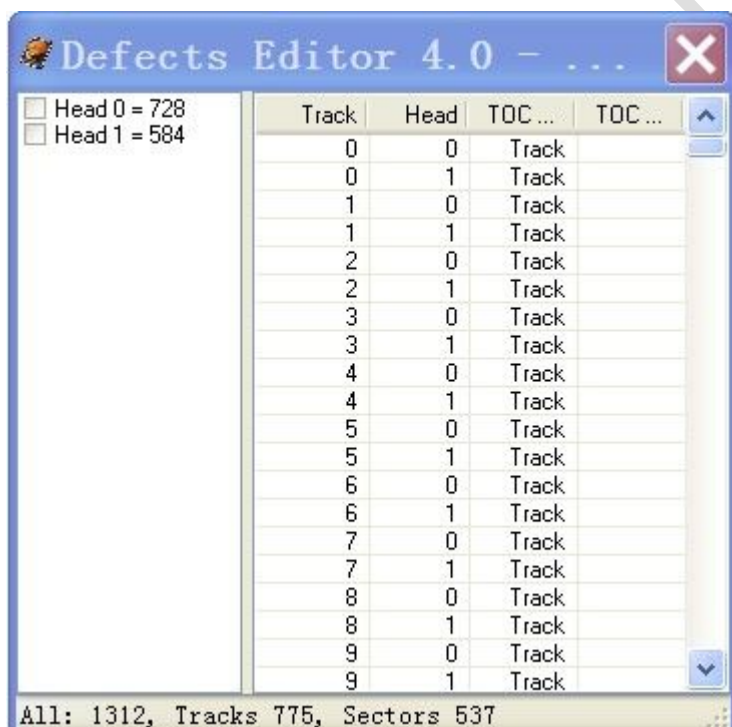 Defects Editor 4.0 - ...
Head 0 = 728
Head 1 = 584
Track Head TOC ... TOC ...
0 0 Track
0 1 Track
1 0 Track
1 1 Track
2 0 Track
2 1 Track
3 0 Track
3 1 Track
4 0 Track
4 1 Track
5 0 Track
5 1 Track
6 0 Track
6 1 Track
7 0 Track
7 1 Track
8 0 Track
8 1 Track
9 0 Track
9 1 Track
All: 1312, Tracks 775, Sectors 537